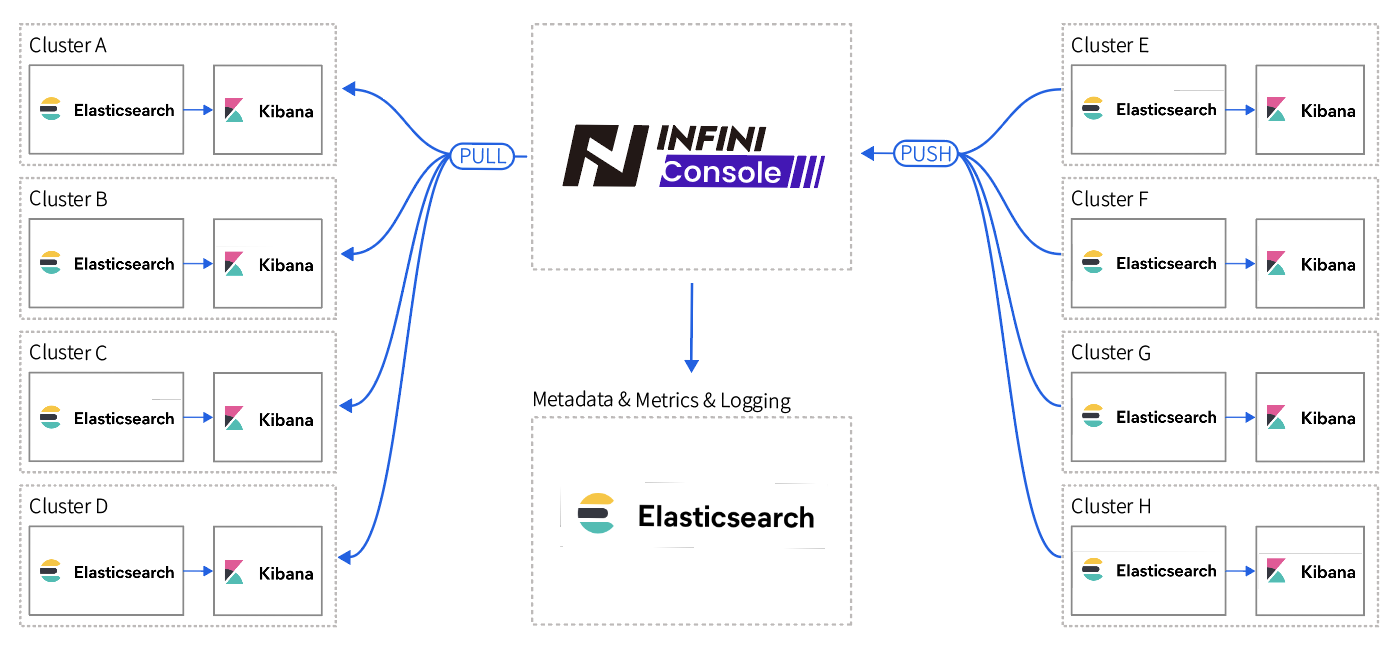 Cluster A
Elasticsearch
Kibana
Cluster B
Elasticsearch
Kibana
Cluster C
Elasticsearch
Kibana
Cluster D
Elasticsearch
Kibana
PULL
INFINI
Console
Metadata & Metrics & Logging
Elasticsearch
PUSH
Cluster E
Elasticsearch
Kibana
Cluster F
Elasticsearch
Kibana
Cluster G
Elasticsearch
Kibana
Cluster H
Elasticsearch
Kibana